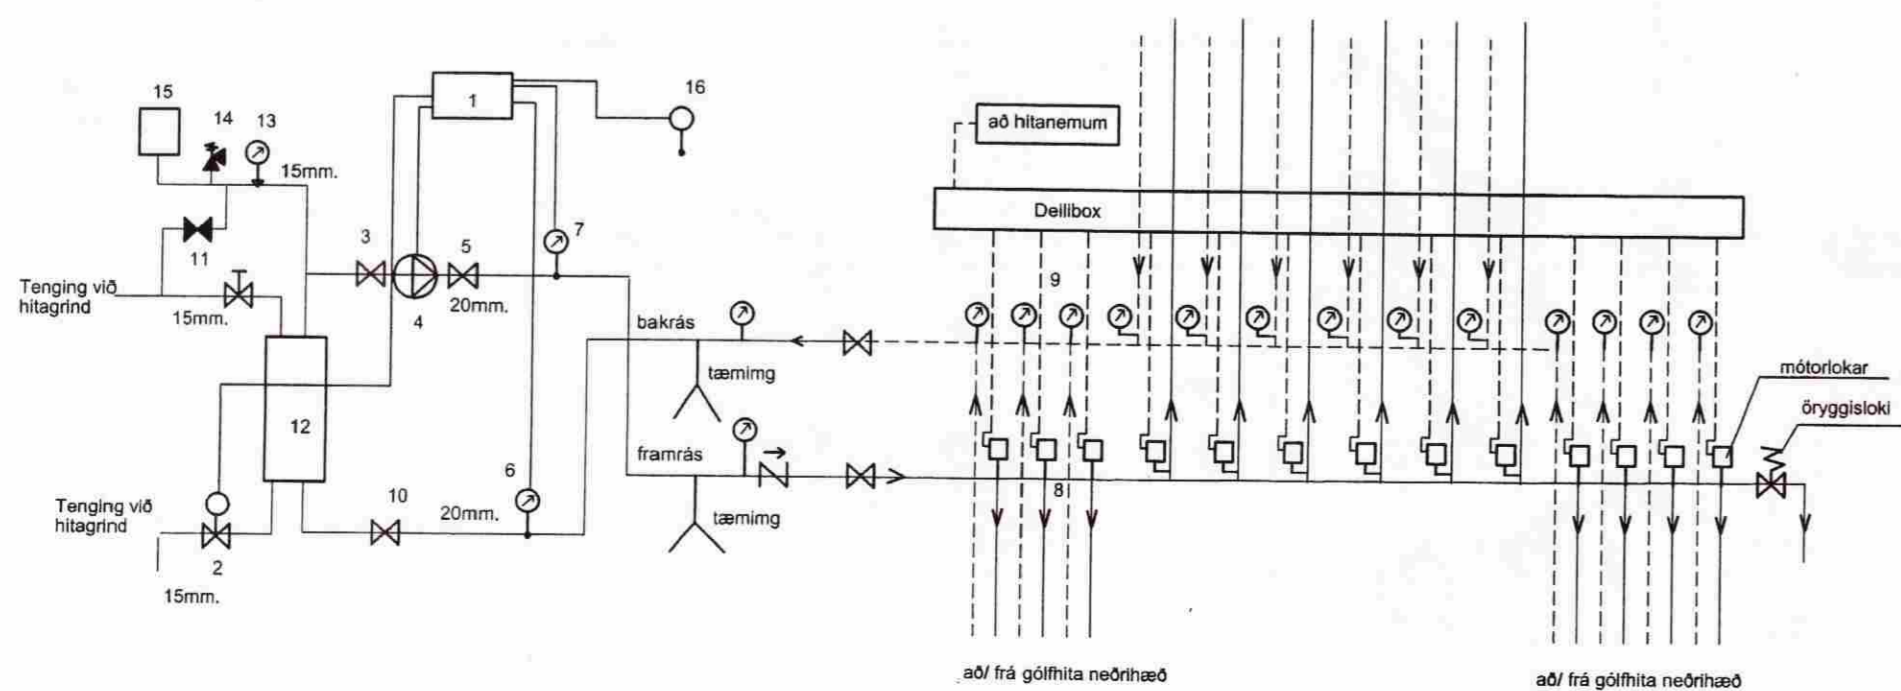 15
14
13
15mm.
1
16
að hitanemum
Deilibox
3
5
7
11
Tenging við
hitagrind
15mm.
4
20mm.
9
bakrás
tæmimg
mótorlokar
öryggisloki
12
framrás
6
8
Tenging við
hitagrind
10
20mm.
tæmimg
2
15mm.
að/ frá gólfhita neðrihæð
að/ frá gólfhita neðrihæð